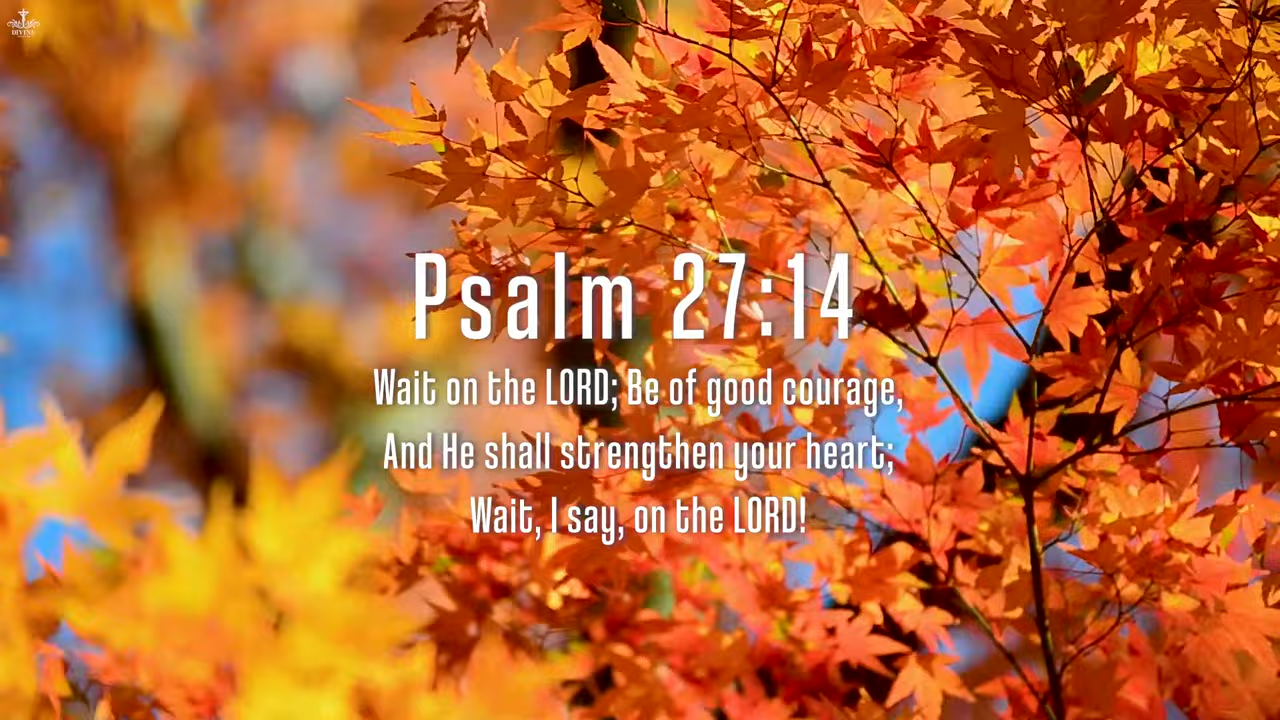 DIVINE
Psalm 27:14
Wait on the LORD; Be of good courage,
And He shall strengthen your heart;
Wait, I say, on the LORD!